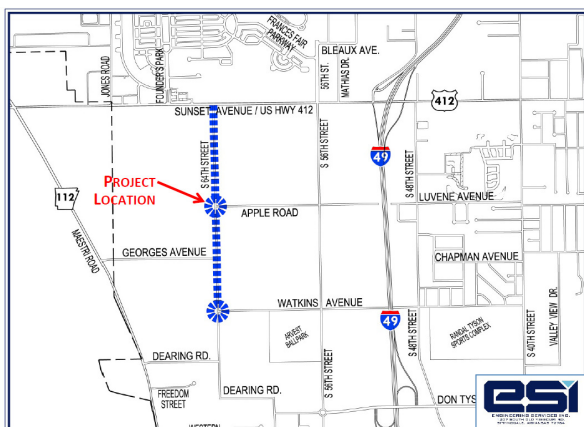 FRANCES FAIR
PARKWAY
BLEAUX AVE.
JONES ROAD
FOUNDER'S PARK
56TH ST.
MATHIAS DR.
SUNSET AVENUE / US HWY 412
412
S 64TH STREET
S 56TH STREET
49
S 48TH STREET
112
PROJECT
LOCATION
LUVENE AVENUE
APPLE ROAD
MAESTRI ROAD
GEORGES AVENUE
CHAPMAN AVENUE
WATKINS AVENUE
49
ARVEST
BALLPARK
RANDAL TYSON
SPORTS COMPLEX
S 48TH STREET
S 40TH STREET
VALLEY VIEW DR.
DEARING RD.
FREEDOM
STREET
DEARING RD.
S 56TH STREET
DON TYS
WESTERN
esi
ENGINEERING SERVICES INC.